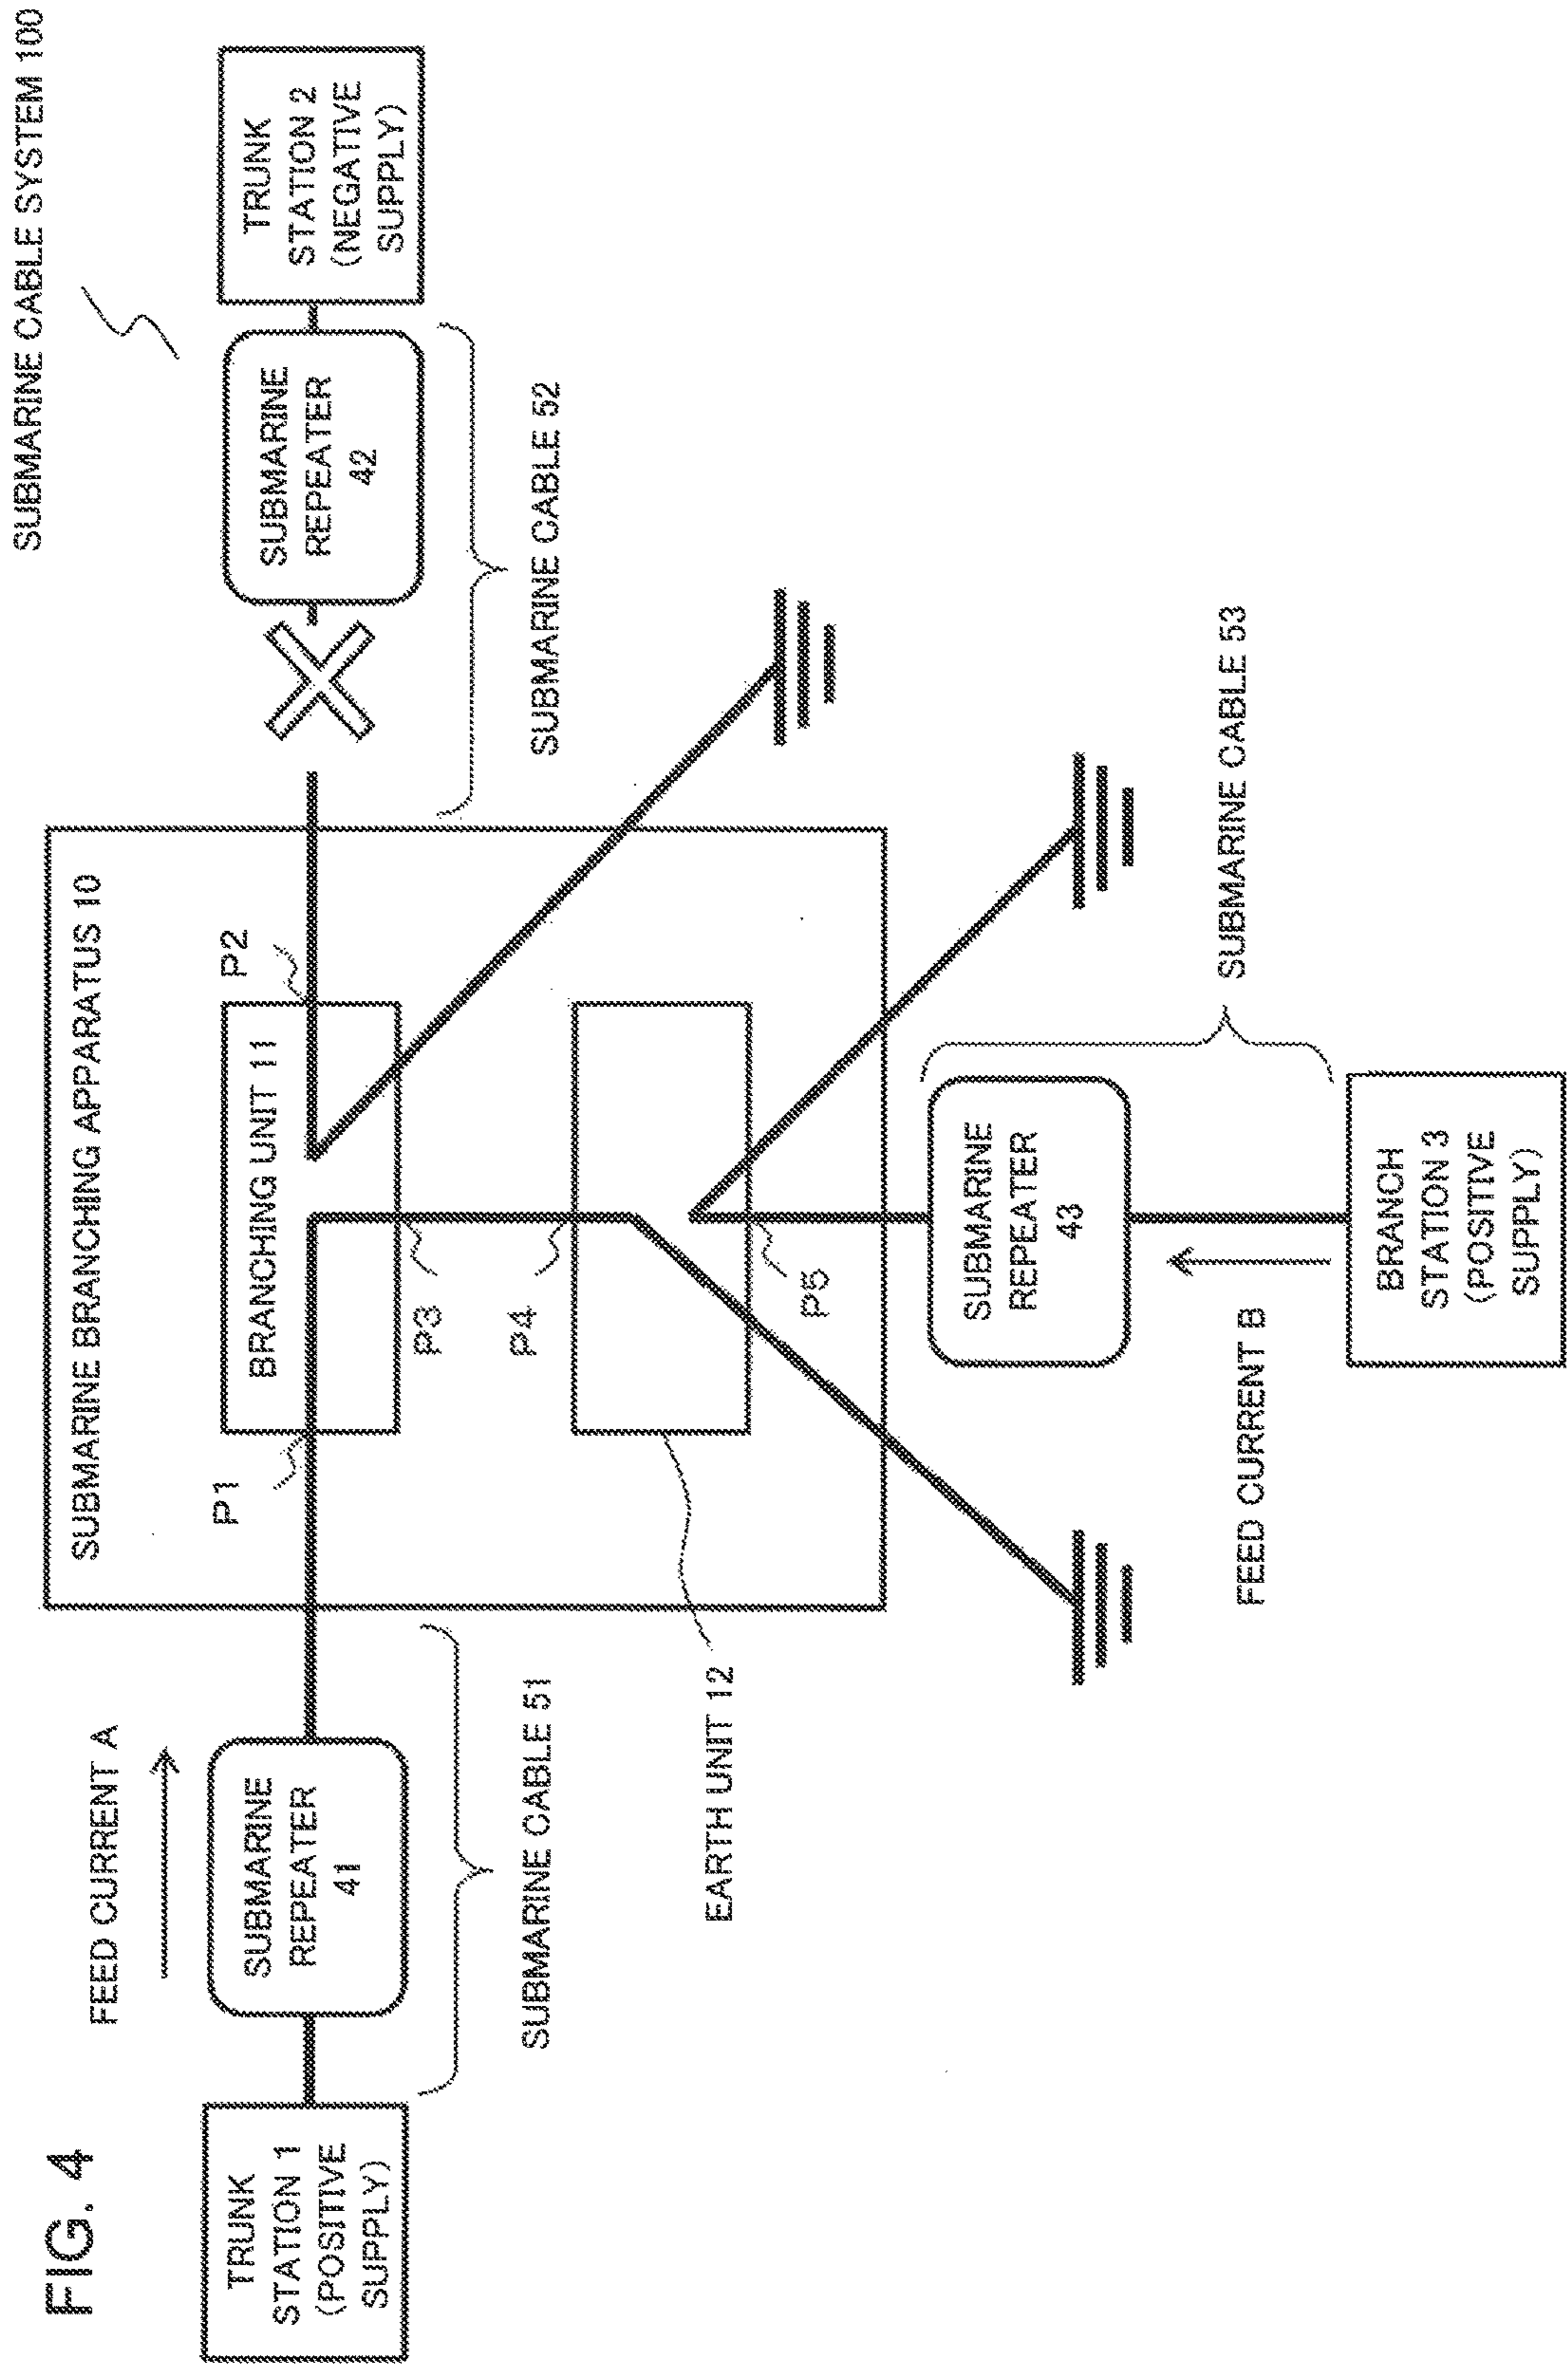 FIG. 4
SUBMARINE CABLE SYSTEM 100
FEED CURRENT A
SUBMARINE BRANCHING APPARATUS 10
TRUNK
STATION 1
(POSITIVE
SUPPLY)
SUBMARINE
REPEATER
41
P1
BRANCHING UNIT 11
P2
SUBMARINE
REPEATER
42
TRUNK
STATION 2
(NEGATIVE
SUPPLY)
P3
SUBMARINE CABLE 51
SUBMARINE CABLE 52
P4
EARTH UNIT 12
P5
SUBMARINE
REPEATER
43
FEED CURRENT B
SUBMARINE CABLE 53
BRANCH
STATION 3
(POSITIVE
SUPPLY)